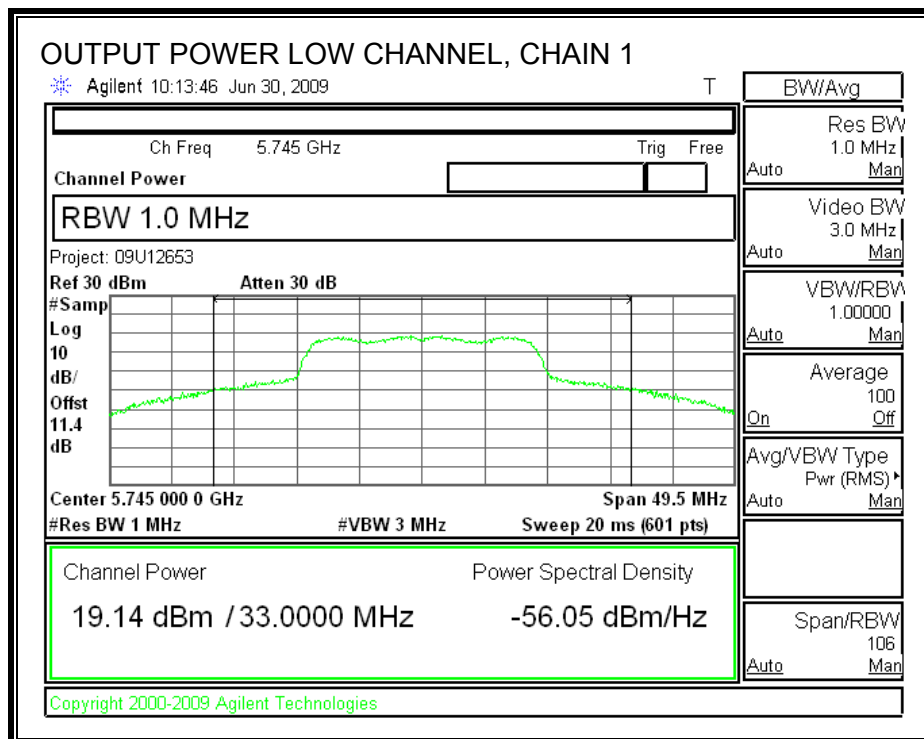 OUTPUT POWER LOW CHANNEL, CHAIN 1
Agilent 10:13:46 Jun 30, 2009 T
Ch Freq 5.745 GHz Trig Free
Channel Power
RBW 1.0 MHz
Project: 09U12653
Ref 30 dBm Atten 30 dB
#Samp
Log
10
dB/
Offst
11.4
dB
Center 5.745 000 0 GHz Span 49.5 MHz
#Res BW 1 MHz #VBW 3 MHz Sweep 20 ms (601 pts)
Channel Power Power Spectral Density
19.14 dBm / 33.0000 MHz -56.05 dBm/Hz
Copyright 2000-2009 Agilent Technologies
BW/Avg
Res BW
1.0 MHz
Auto Man
Video BW
3.0 MHz
Auto Man
VBW/RBW
1.00000
Auto Man
Average
100
On Off
Avg/VBW Type
Pwr (RMS)
Auto Man
Span/RBW
106
Auto Man